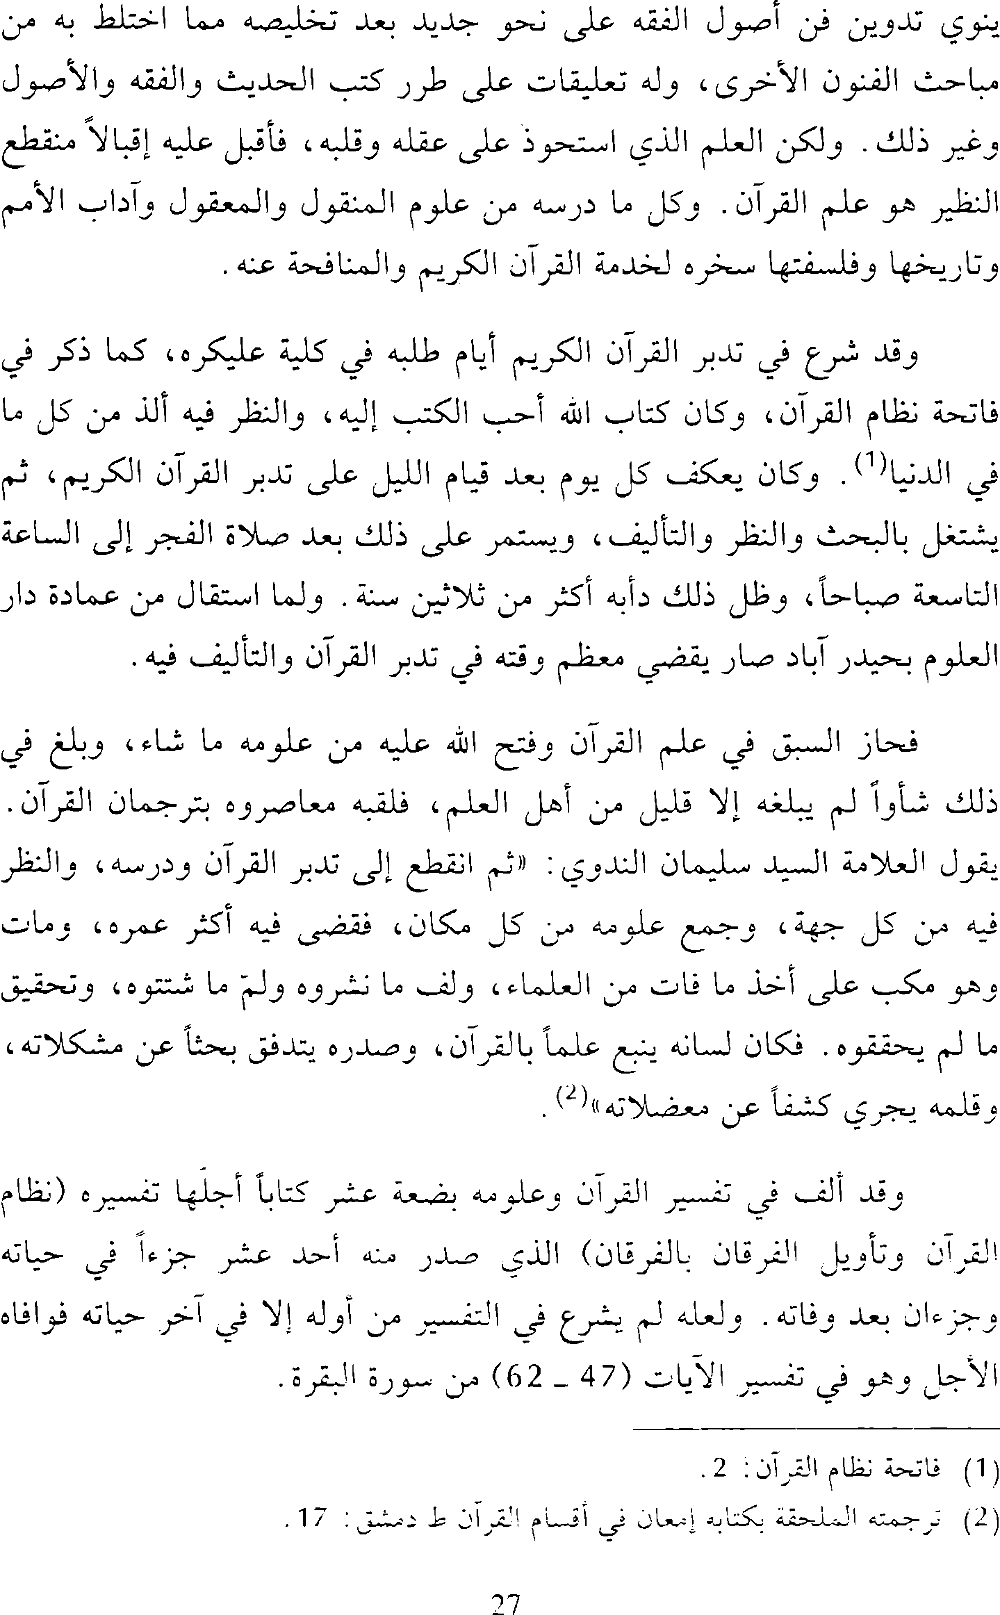 ينوي تدوين فن أصول الفقه على نحو جديد بعد تخليصه مما اختلط به من
مباحث الفنون الأخرى، وله تعليقات على طرر كتب الحديث والفقه والأصول
وغير ذلك. ولكن العلم الذي استحوذ على عقله وقلبه، فأقبل عليه إقبالاً منقطع
النظير هو علم القرآن. وكل ما درسه من علوم المنقول والمعقول وآداب الأمم
وتاريخها وفلسفتها سخره لخدمة القرآن الكريم والمنافحة عنه.
وقد شرع في تدبر القرآن الكريم أيام طلبه في كلية عليكره، كما ذكر في
فاتحة نظام القرآن، وكان كتاب الله أحب الكتب إليه، والنظر فيه ألذ من كل ما
في الدنيا(1). وكان يعكف كل يوم بعد قيام الليل على تدبر القرآن الكريم، ثم
يشتغل بالبحث والنظر والتأليف، ويستمر على ذلك بعد صلاة الفجر إلى الساعة
التاسعة صباحاً، وظل ذلك دأبه أكثر من ثلاثين سنة. ولما استقال من عمادة دار
العلوم بحيدر آباد صار يقضي معظم وقته في تدبر القرآن والتأليف فيه.
فحاز السبق في علم القرآن وفتح الله عليه من علومه ما شاء، وبلغ في
ذلك شأواً لم يبلغه إلا قليل من أهل العلم، فلقبه معاصروه بترجمان القرآن.
يقول العلامة السيد سليمان الندوي: «ثم انقطع إلى تدبر القرآن ودرسه، والنظر
فيه من كل جهة، وجمع علومه من كل مكان، فقضى فيه أكثر عمره، ومات
وهو مكب على أخذ ما فات من العلماء، ولف ما نشروه ولمّ ما شتتوه، وتحقيق
ما لم يحققوه. فكان لسانه ينبع علماً بالقرآن، وصدره يتدفق بحثاً عن مشكلاته،
وقلمه يجري كشفاً عن معضلاته»(2).
وقد ألف في تفسير القرآن وعلومه بضعة عشر كتاباً أجلّها تفسيره (نظام
القرآن وتأويل الفرقان بالفرقان) الذي صدر منه أحد عشر جزءاً في حياته
وجزءان بعد وفاته. ولعله لم يشرع في التفسير من أوله إلا في آخر حياته فوافاه
الأجل وهو في تفسير الآيات (47 - 62) من سورة البقرة.
(1) فاتحة نظام القرآن: 2.
(2) ترجمته الملحقة بكتابه إمعان في أقسام القرآن ط دمشق: 17.
27